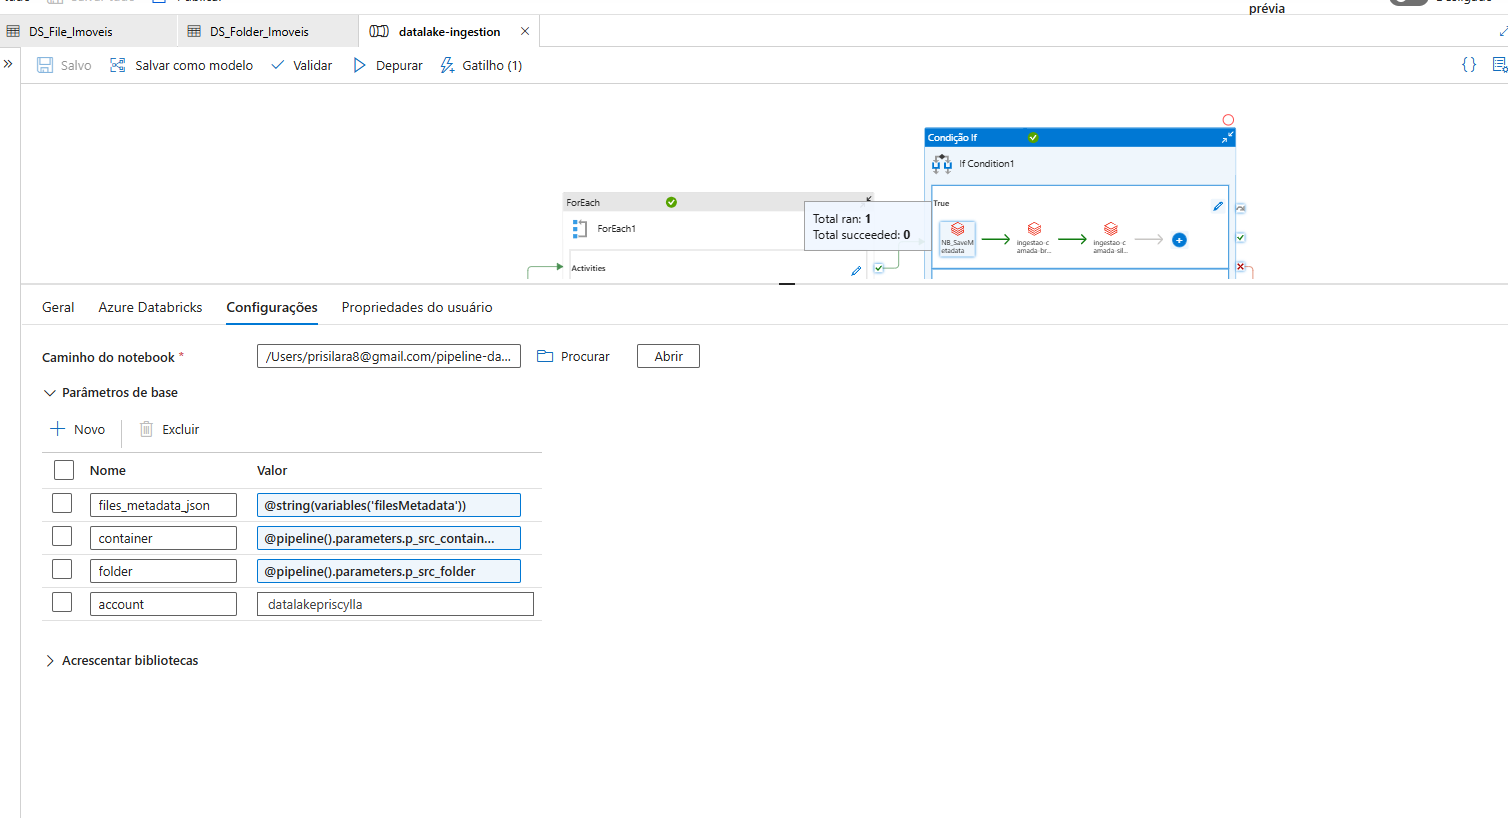 prévia
DS_File_Imoveis
DS_Folder_Imoveis
datalake-ingestion
Salvo
Salvar como modelo
Validar
Depurar
Gatilho (1)
{}
Condição If
If Condition1
ForEach
ForEach1
Activities
Total ran: 1
Total succeeded: 0
True
NB_SaveM
etadata
ingestao-c
amada-br...
ingestao-c
amada-sil...
Geral
Azure Databricks
Configurações
Propriedades do usuário
Caminho do notebook *
/Users/prisilara8@gmail.com/pipeline-da...
Procurar
Abrir
Parâmetros de base
Novo
Excluir
Nome
Valor
files_metadata_json
@string(variables('filesMetadata'))
container
@pipeline().parameters.p_src_contain...
folder
@pipeline().parameters.p_src_folder
account
datalakepriscylla
Acrescentar bibliotecas